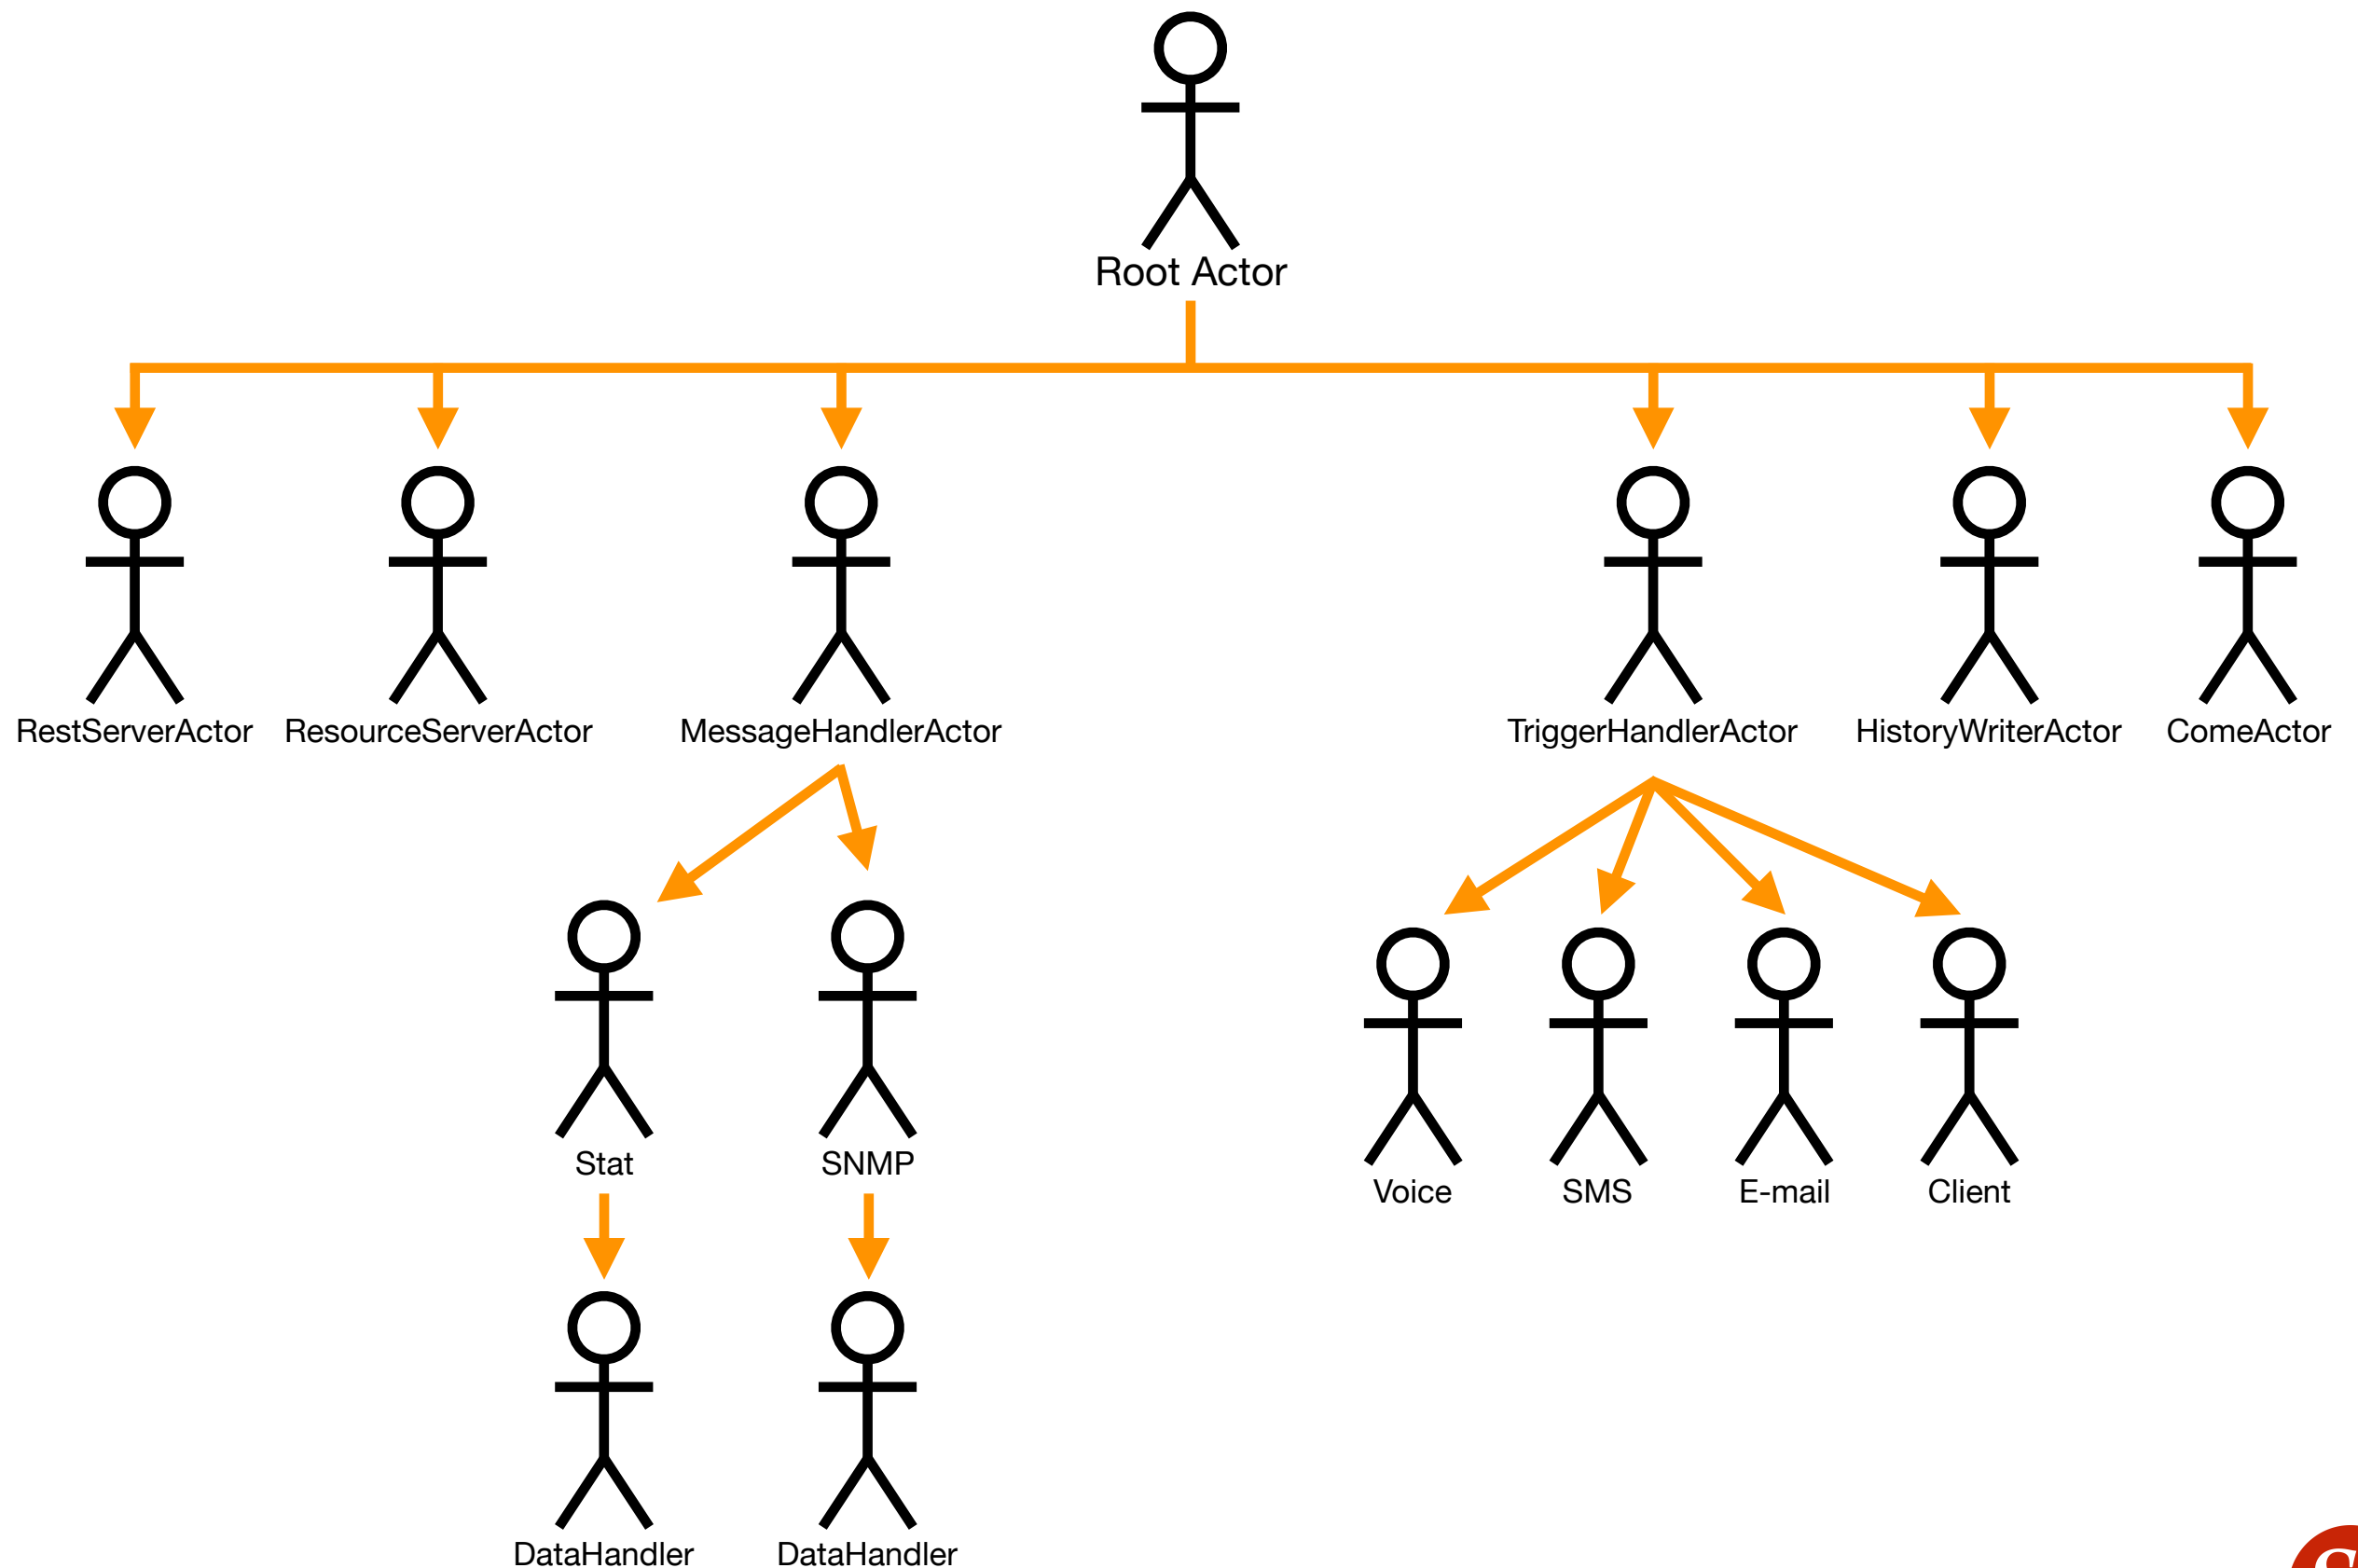 Root Actor
RestServerActor ResourceServerActor MessageHandlerActor TriggerHandlerActor HistoryWriterActor ComeActor
Stat SNMP
Voice SMS E-mail Client
DataHandler DataHandler